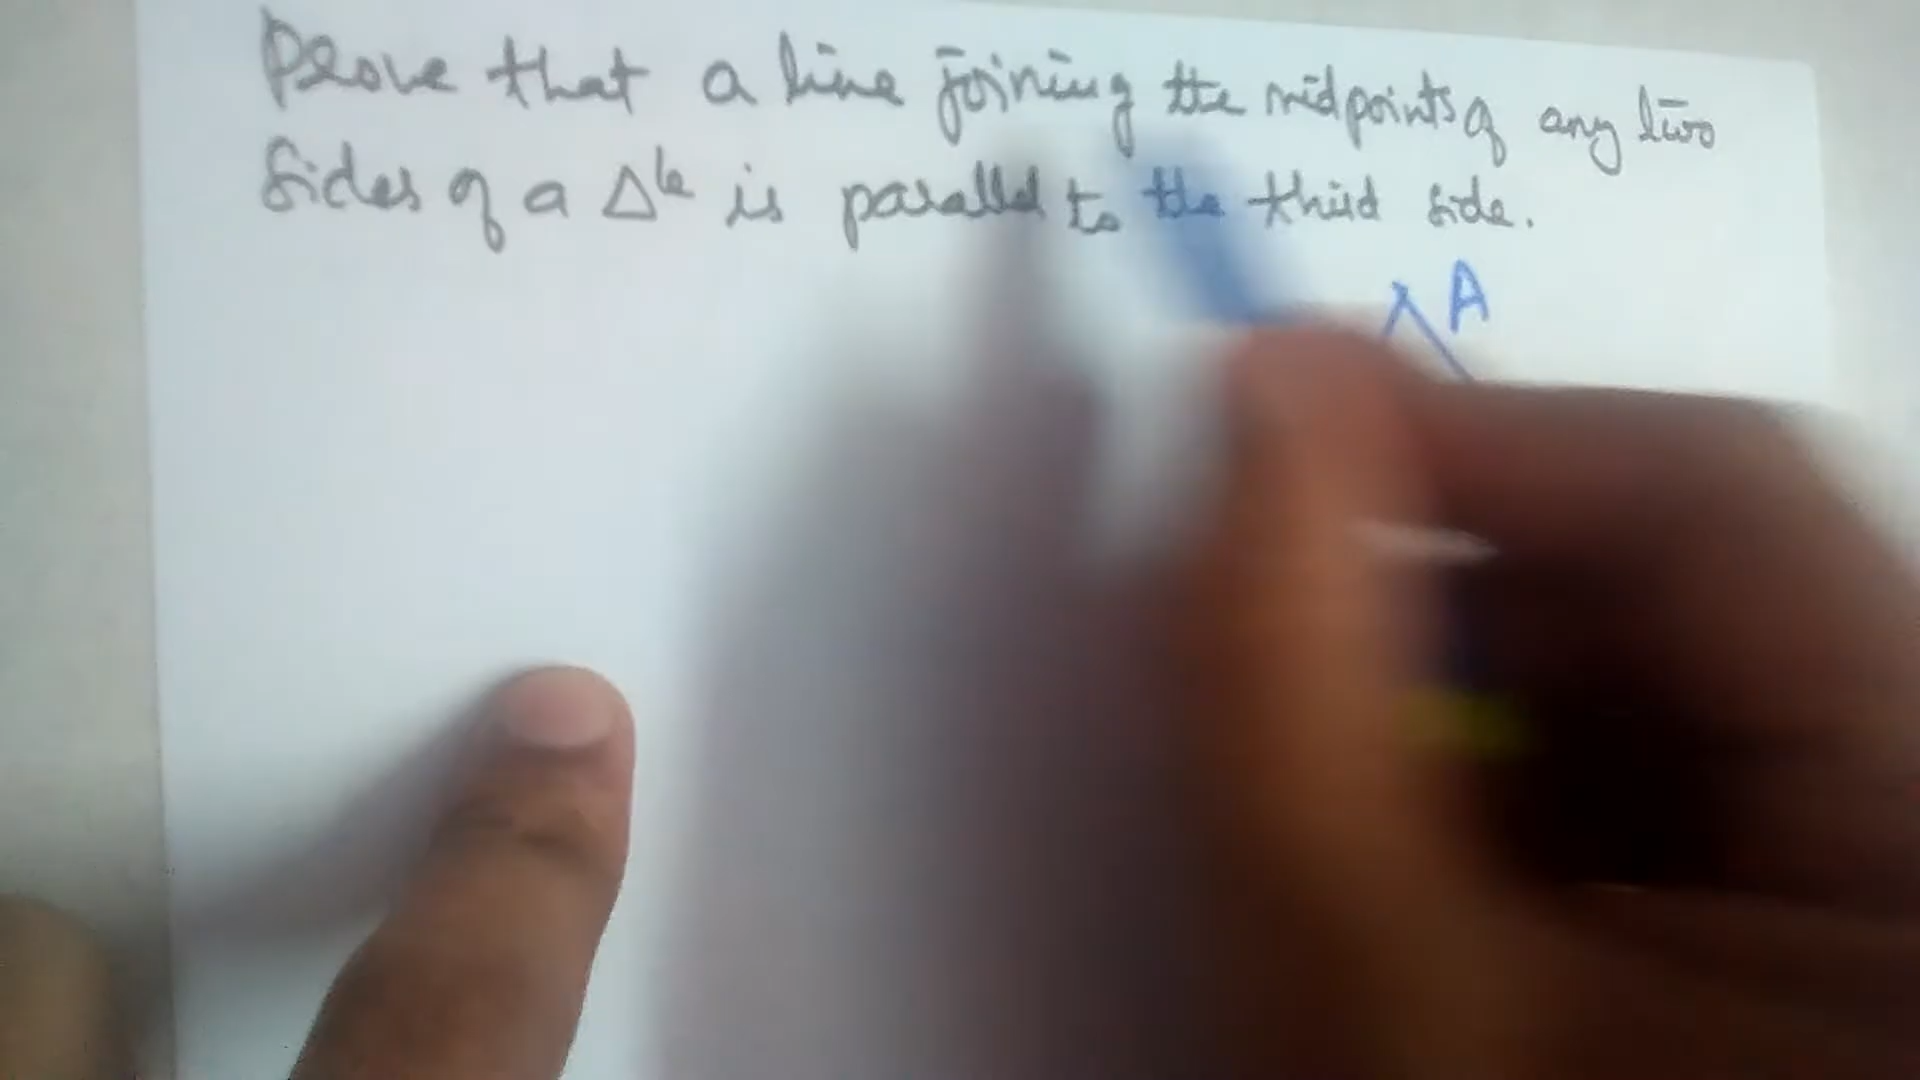 Prove that a line joining the midpoints of any two
sides of a Δle is parallel to the third side.
A